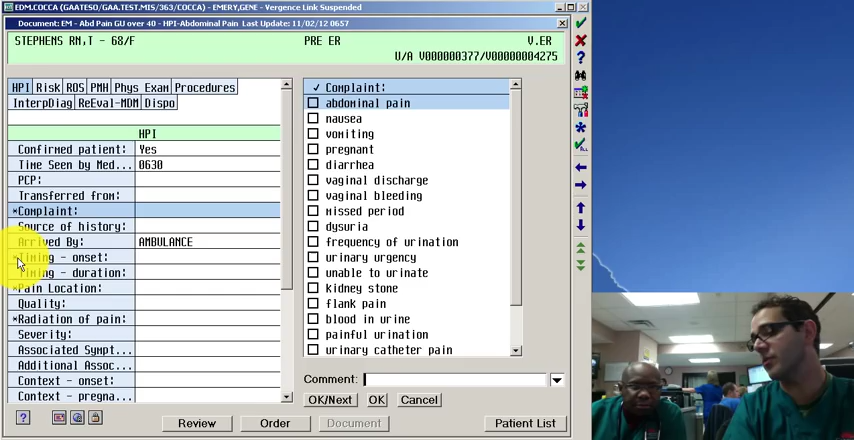 EDM.COCCA (GAATESO/GAA.TEST.MIS/363/COCCA) - EMERY,GENE - Vergence Link Suspended
Document: EM - Abd Pain GU over 40 - HPI-Abdominal Pain Last Update: 11/02/12 0657
STEPHENS RN,T - 68/F PRE ER V.ER
U/A V000000377/V00000004275
HPI Risk ROS PMH Phys Exam Procedures
InterpDiag ReEval-MDM Dispo
HPI
Confirmed patient: Yes
Time Seen by Med... 0630
PCP:
Transferred from:
*Complaint:
Source of history:
Arrived By: AMBULANCE
*Timing - onset:
Timing - duration:
*Pain Location:
Quality:
*Radiation of pain:
Severity:
Associated Sympt...
Additional Assoc...
Context - onset:
Context - pregna...
✓ Complaint:
abdominal pain
nausea
vomiting
pregnant
diarrhea
vaginal discharge
vaginal bleeding
missed period
dysuria
frequency of urination
urinary urgency
unable to urinate
kidney stone
flank pain
blood in urine
painful urination
urinary catheter pain
Comment:
OK/Next OK Cancel
Review Order Document Patient List
ALL